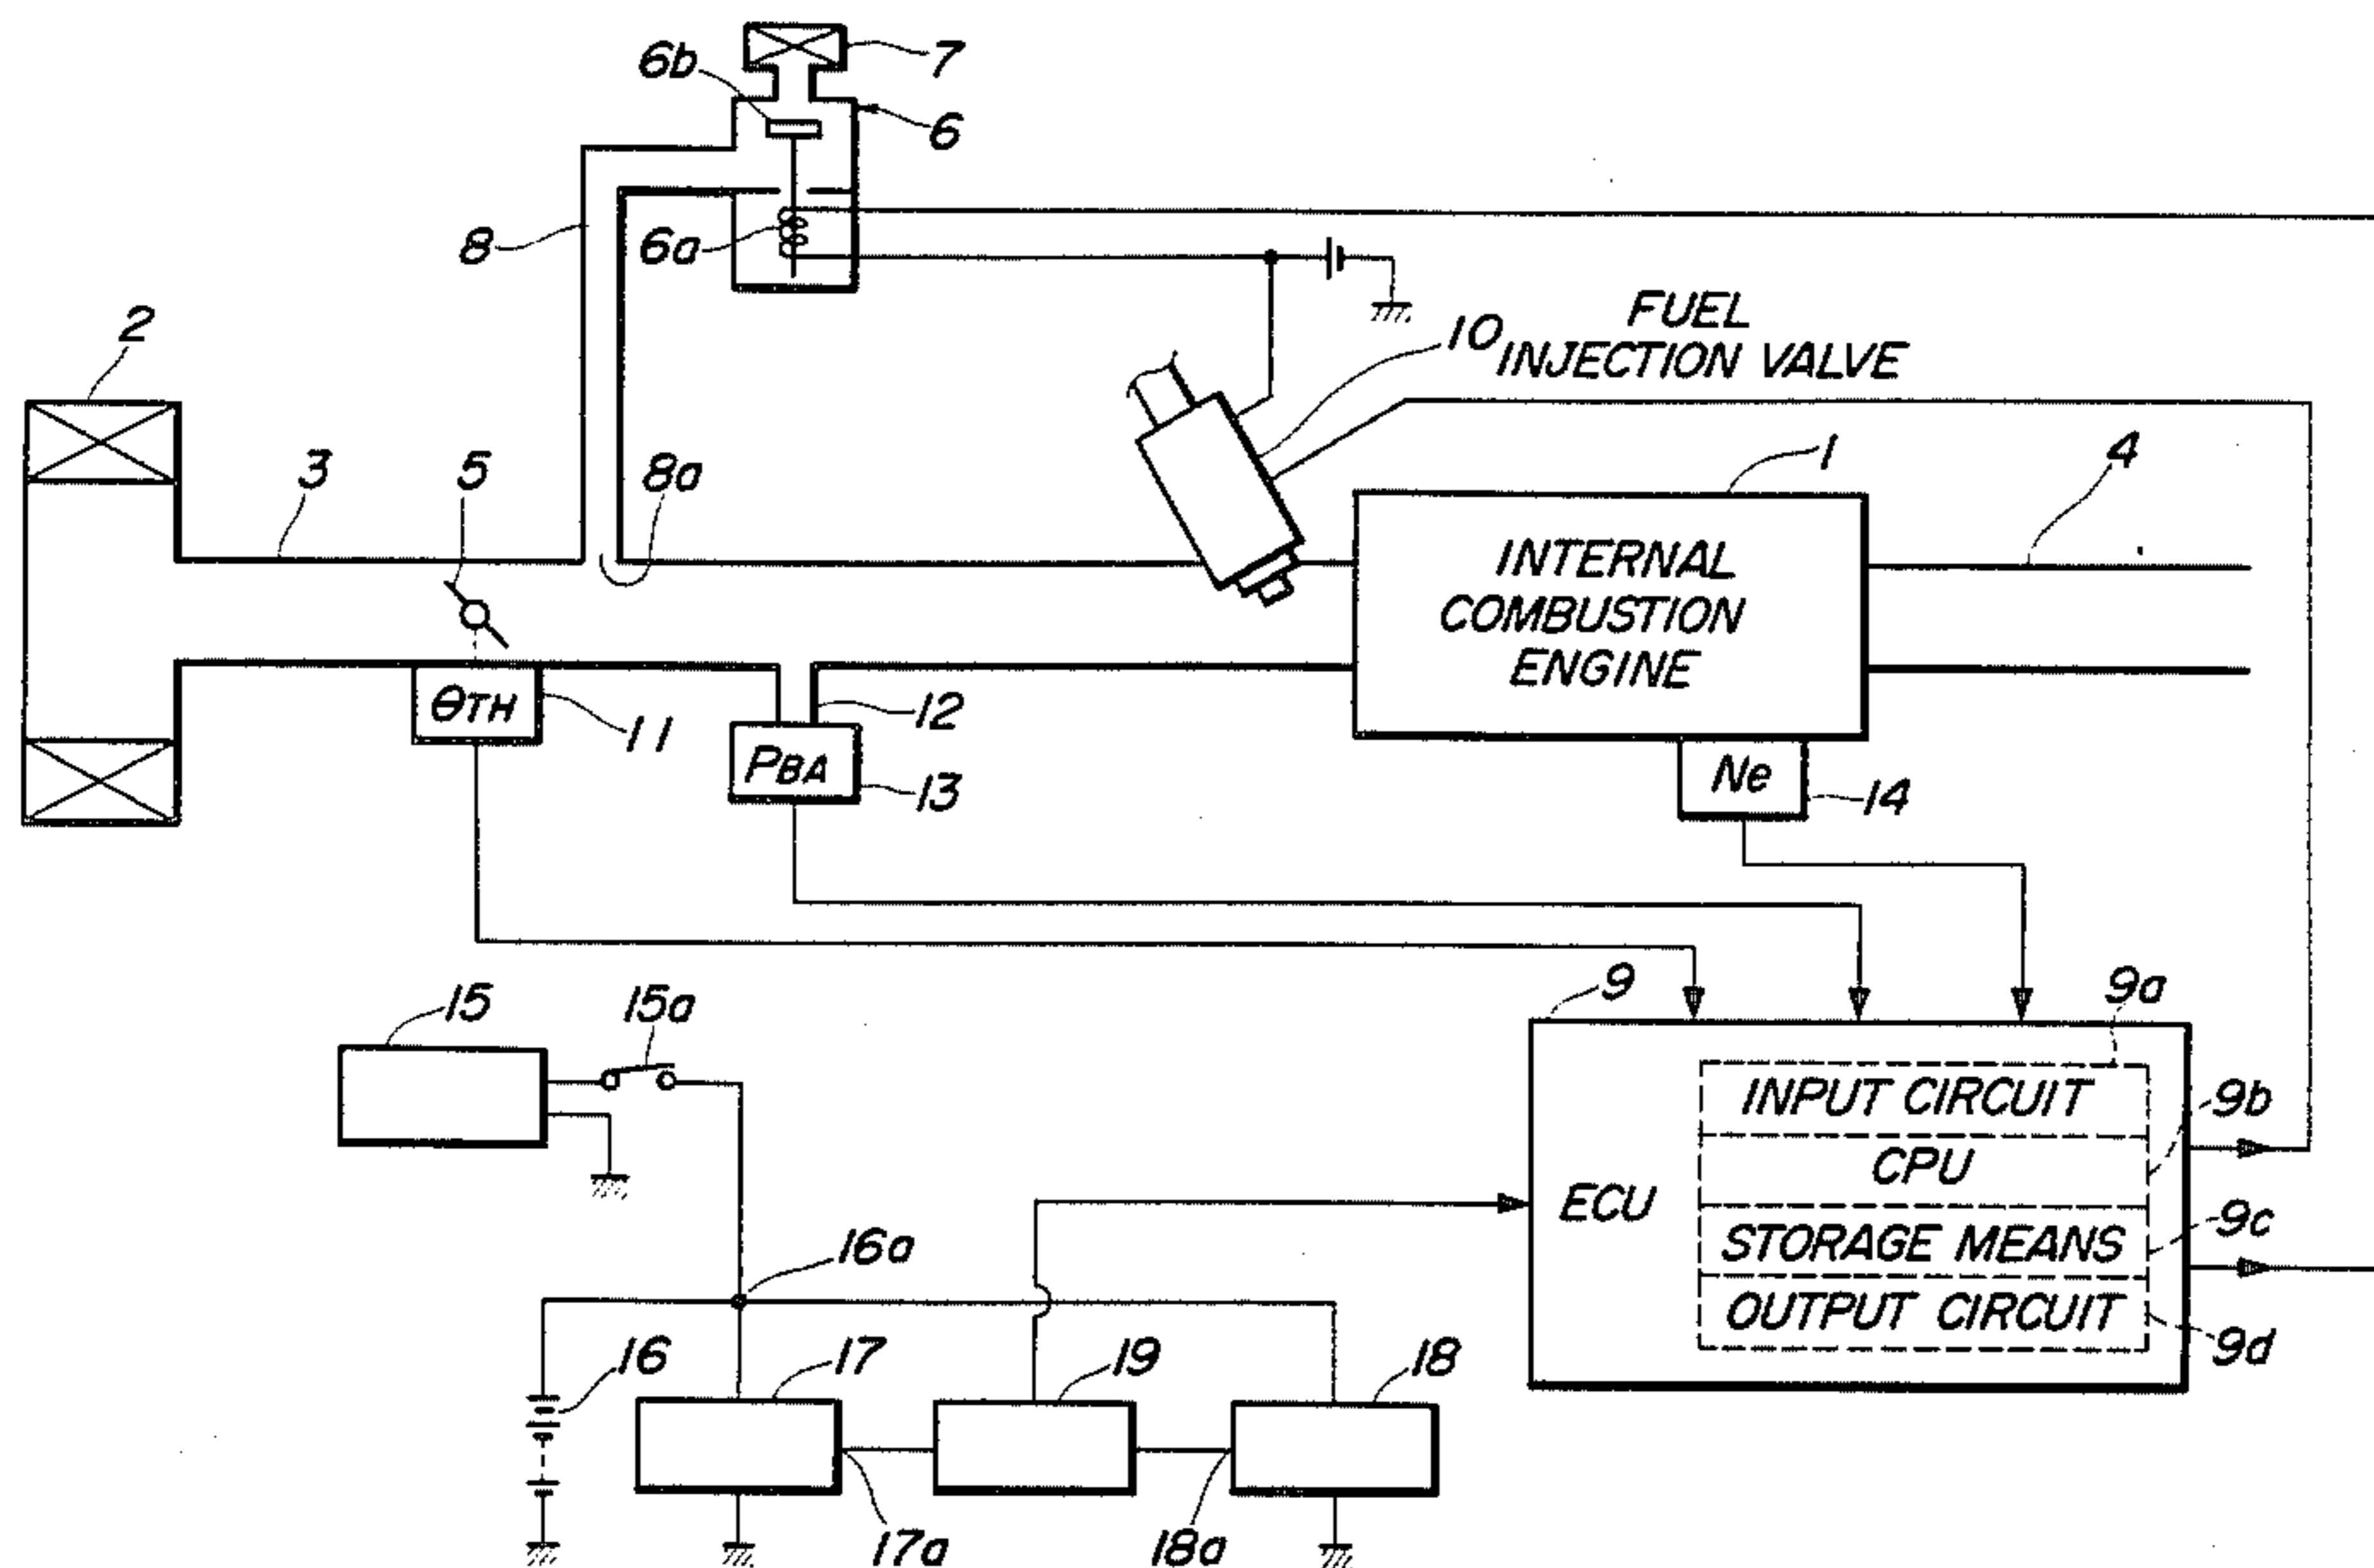 7
6b
6
8
6a
2
FUEL
10 INJECTION VALVE
3
5
8a
1
4
INTERNAL
COMBUSTION
ENGINE
θTH
11
12
PBA
13
Ne
14
15
15a
9
9a
INPUT CIRCUIT
9b
CPU
ECU
STORAGE MEANS
9c
OUTPUT CIRCUIT
9d
16a
16
17
19
18
17a
18a